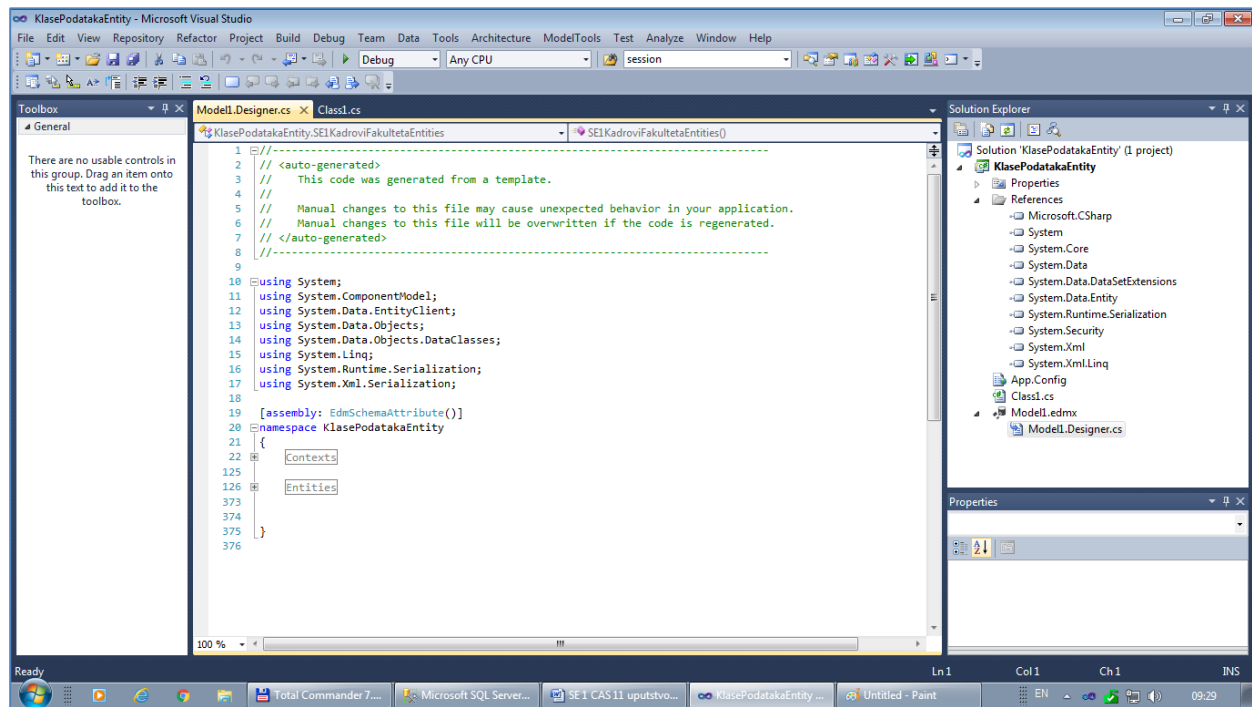 KlasePodatakaEntity - Microsoft Visual Studio
File Edit View Repository Refactor Project Build Debug Team Data Tools Architecture ModelTools Test Analyze Window Help
Debug Any CPU session
Toolbox
General
There are no usable controls in
this group. Drag an item onto
this text to add it to the
toolbox.
Model1.Designer.cs Class1.cs
KlasePodatakaEntity.SE1KadroviFakultetaEntities SE1KadroviFakultetaEntities()
1 //------------------------------------------------------------------------------
2 // <auto-generated>
3 // This code was generated from a template.
4 //
5 // Manual changes to this file may cause unexpected behavior in your application.
6 // Manual changes to this file will be overwritten if the code is regenerated.
7 // </auto-generated>
8 //------------------------------------------------------------------------------
9
10 using System;
11 using System.ComponentModel;
12 using System.Data.EntityClient;
13 using System.Data.Objects;
14 using System.Data.Objects.DataClasses;
15 using System.Linq;
16 using System.Runtime.Serialization;
17 using System.Xml.Serialization;
18
19 [assembly: EdmSchemaAttribute()]
20 namespace KlasePodatakaEntity
21 {
22 Contexts
125
126 Entities
373
374
375 }
376
100 %
Solution Explorer
Solution 'KlasePodatakaEntity' (1 project)
KlasePodatakaEntity
Properties
References
Microsoft.CSharp
System
System.Core
System.Data
System.Data.DataSetExtensions
System.Data.Entity
System.Runtime.Serialization
System.Security
System.Xml
System.Xml.Linq
App.Config
Class1.cs
Model1.edmx
Model1.Designer.cs
Properties
Ready Ln 1 Col 1 Ch 1 INS
Total Commander 7.... Microsoft SQL Server... SE1 CAS 11 uputstvo... KlasePodatakaEntity ... Untitled - Paint EN 09:29